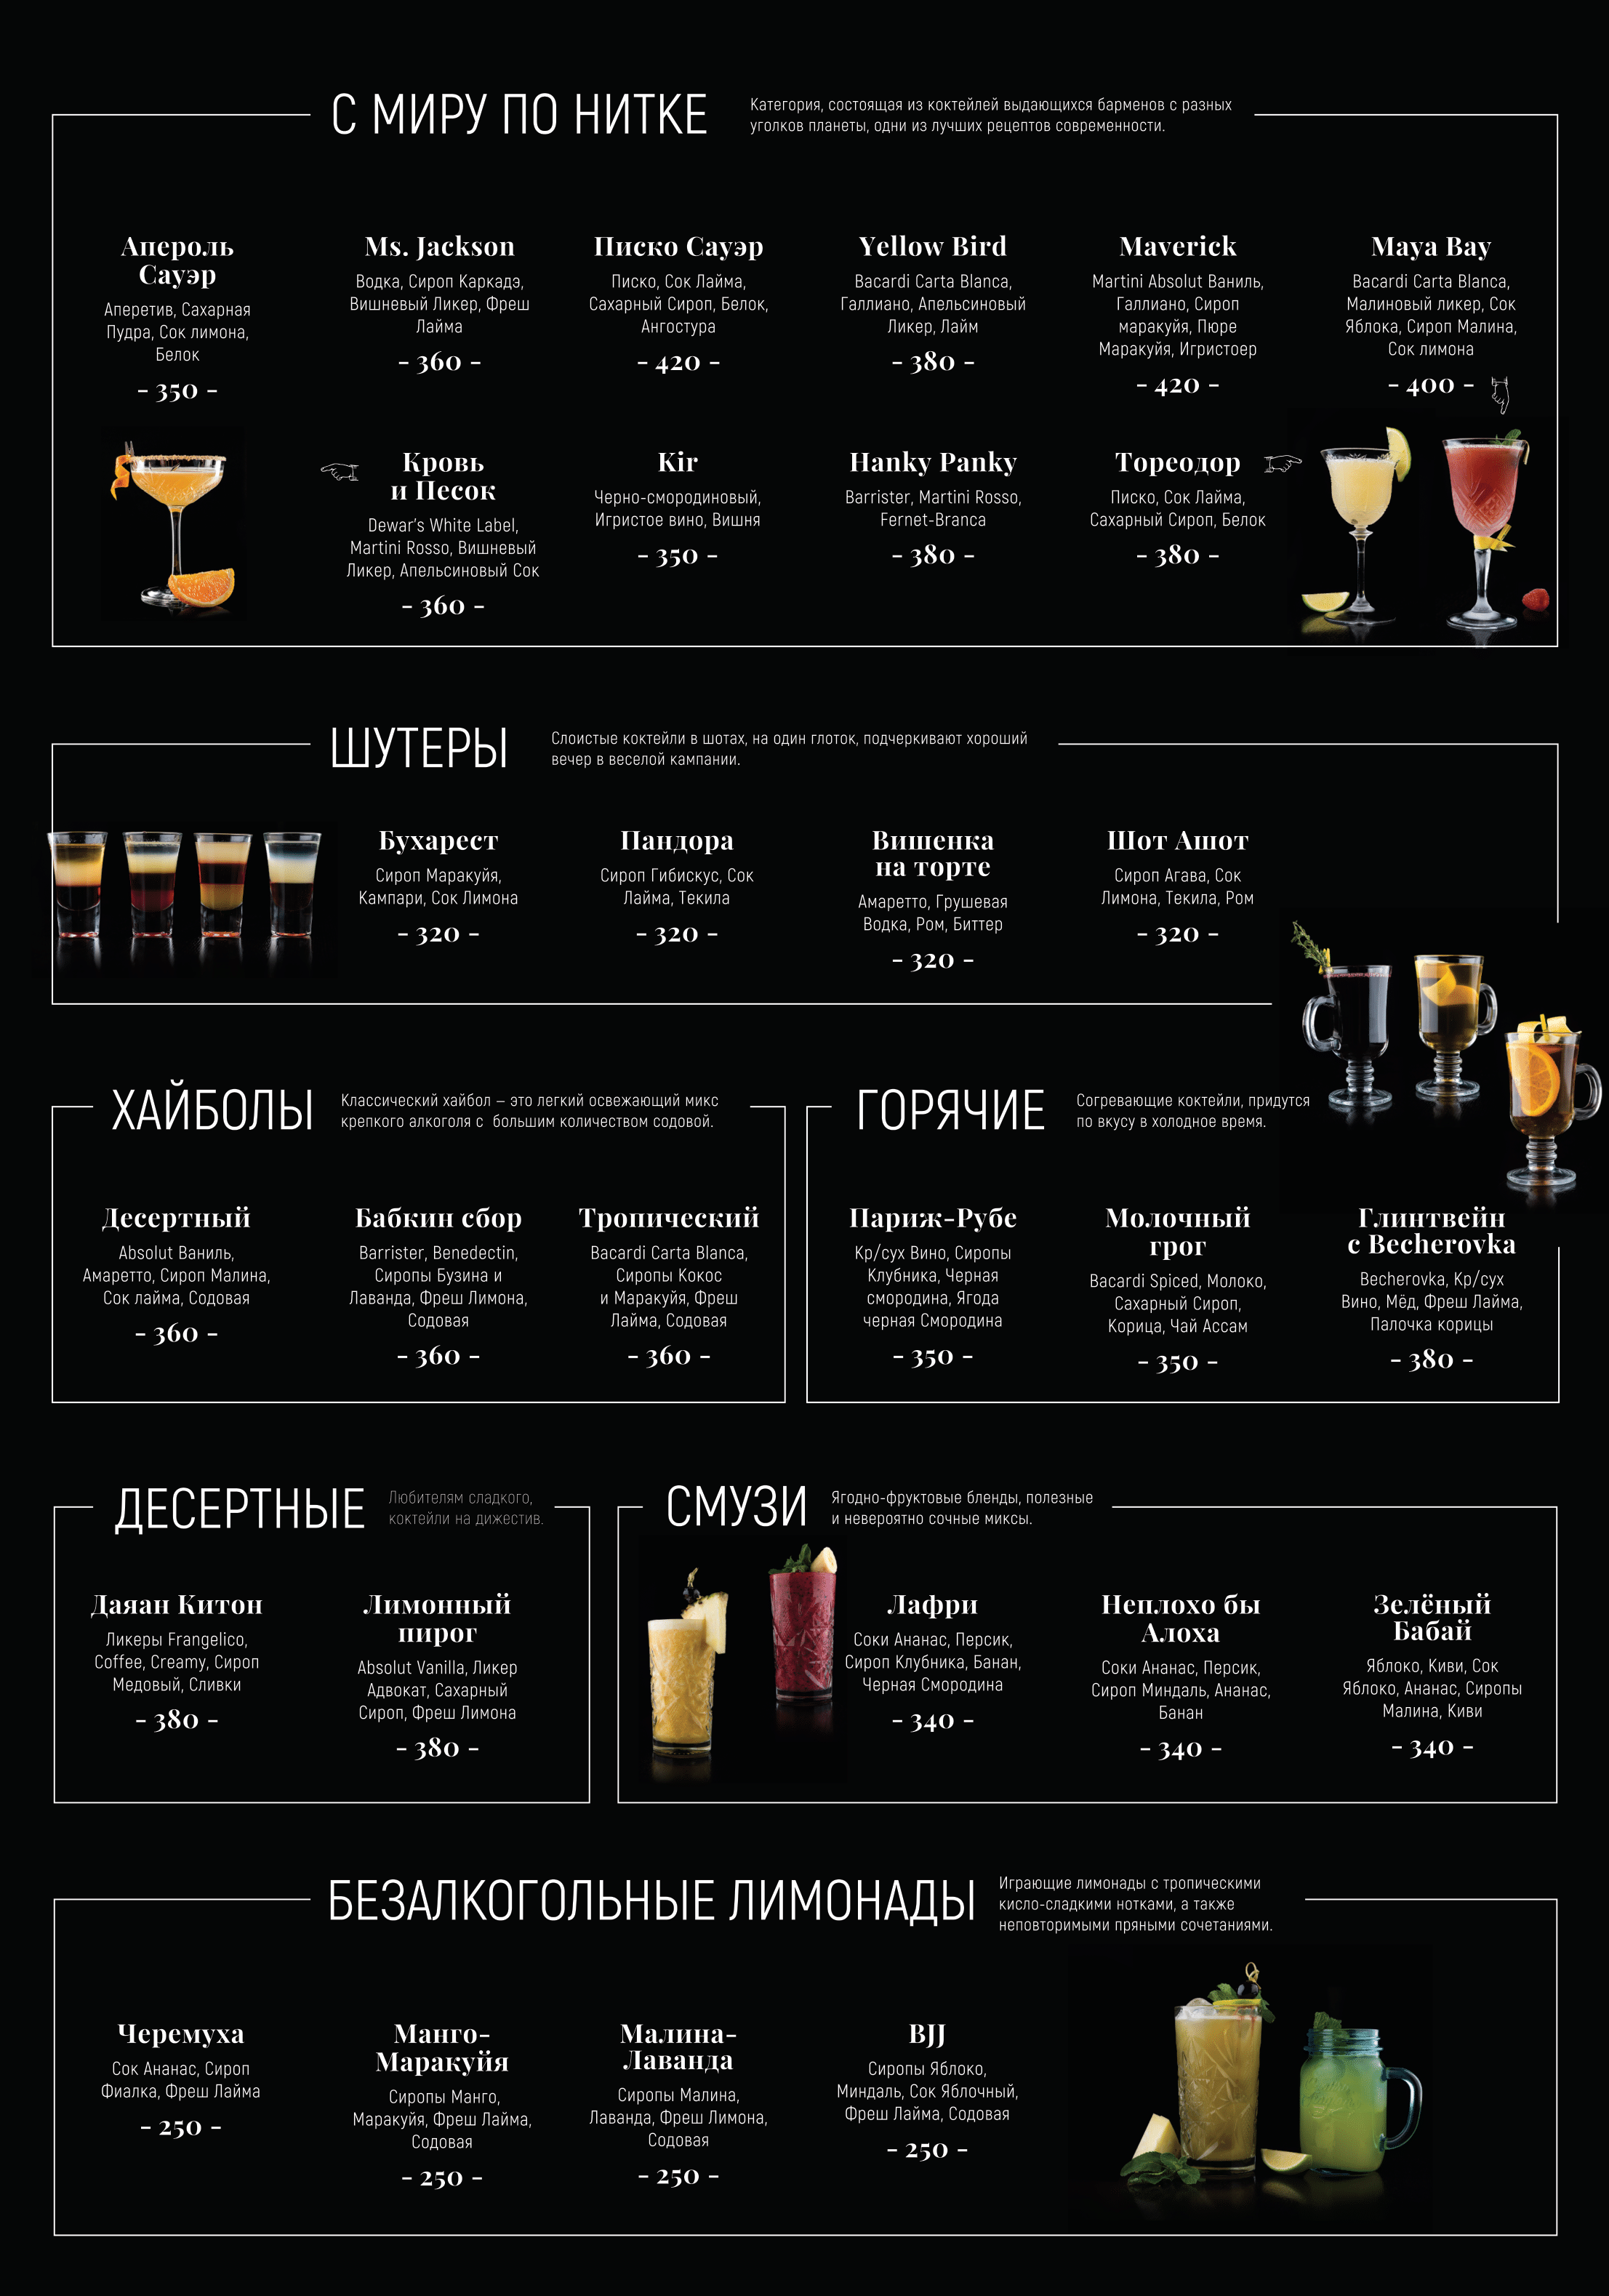 С МИРУ ПО НИТКЕ
Категория, состоящая из коктейлей выдающихся барменов с разных
уголков планеты, одни из лучших рецептов современности.
Апероль
Сауэр
Аперетив, Сахарная
Пудра, Сок лимона,
Белок
- 350 -
Ms. Jackson
Водка, Сироп Каркадэ,
Вишневый Ликер, Фреш
Лайма
- 360 -
Писко Сауэр
Писко, Сок Лайма,
Сахарный Сироп, Белок,
Ангостура
- 420 -
Yellow Bird
Bacardi Carta Blanca,
Галлиано, Апельсиновый
Ликер, Лайм
- 380 -
Maverick
Martini Absolut Ваниль,
Галлиано, Сироп
маракуйя, Пюре
Маракуйя, Игристоер
- 420 -
Maya Bay
Bacardi Carta Blanca,
Малиновый ликер, Сок
Яблока, Сироп Малина,
Сок лимона
- 400 -
Кровь
и Песок
Dewar's White Label,
Martini Rosso, Вишневый
Ликер, Апельсиновый Сок
- 360 -
Kir
Черно-смородиновый,
Игристое вино, Вишня
- 350 -
Hanky Panky
Barrister, Martini Rosso,
Fernet-Branca
- 380 -
Тореодор
Писко, Сок Лайма,
Сахарный Сироп, Белок
- 380 -
ШУТЕРЫ
Слоистые коктейли в шотах, на один глоток, подчеркивают хороший
вечер в веселой кампании.
Бухарест
Сироп Маракуйя,
Кампари, Сок Лимона
- 320 -
Пандора
Сироп Гибискус, Сок
Лайма, Текила
- 320 -
Вишенка
на торте
Амаретто, Грушевая
Водка, Ром, Биттер
- 320 -
Шот Ашот
Сироп Агава, Сок
Лимона, Текила, Ром
- 320 -
ХАЙБОЛЫ
Классический хайбол – это легкий освежающий микс
крепкого алкоголя с большим количеством содовой.
Десертный
Absolut Ваниль,
Амаретто, Сироп Малина,
Сок лайма, Содовая
- 360 -
Бабкин сбор
Barrister, Benedectin,
Сиропы Бузина и
Лаванда, Фреш Лимона,
Содовая
- 360 -
Тропический
Bacardi Carta Blanca,
Сиропы Кокос
и Маракуйя, Фреш
Лайма, Содовая
- 360 -
ГОРЯЧИЕ
Согревающие коктейли, придутся
по вкусу в холодное время.
Париж-Рубе
Кр/сух Вино, Сиропы
Клубника, Черная
смородина, Ягода
черная Смородина
- 350 -
Молочный
грог
Bacardi Spiced, Молоко,
Сахарный Сироп,
Корица, Чай Ассам
- 350 -
Глинтвейн
с Becherovka
Becherovka, Кр/сух
Вино, Мёд, Фреш Лайма,
Палочка корицы
- 380 -
ДЕСЕРТНЫЕ
Любителям сладкого,
коктейли на дижестив.
Даяан Китон
Ликеры Frangelico,
Coffee, Creamy, Сироп
Медовый, Сливки
- 380 -
Лимонный
пирог
Absolut Vanilla, Ликер
Адвокат, Сахарный
Сироп, Фреш Лимона
- 380 -
СМУЗИ
Ягодно-фруктовые бленды, полезные
и невероятно сочные миксы.
Лафри
Соки Ананас, Персик,
Сироп Клубника, Банан,
Черная Смородина
- 340 -
Неплохо бы
Алоха
Соки Ананас, Персик,
Сироп Миндаль, Ананас,
Банан
- 340 -
Зелёный
Бабай
Яблоко, Киви, Сок
Яблоко, Ананас, Сиропы
Малина, Киви
- 340 -
БЕЗАЛКОГОЛЬНЫЕ ЛИМОНАДЫ
Играющие лимонады с тропическими
кисло-сладкими нотками, а также
неповторимыми пряными сочетаниями.
Черемуха
Сок Ананас, Сироп
Фиалка, Фреш Лайма
- 250 -
Манго-
Маракуйя
Сиропы Манго,
Маракуйя, Фреш Лайма,
Содовая
- 250 -
Малина-
Лаванда
Сиропы Малина,
Лаванда, Фреш Лимона,
Содовая
- 250 -
BJJ
Сиропы Яблоко,
Миндаль, Сок Яблочный,
Фреш Лайма, Содовая
- 250 -